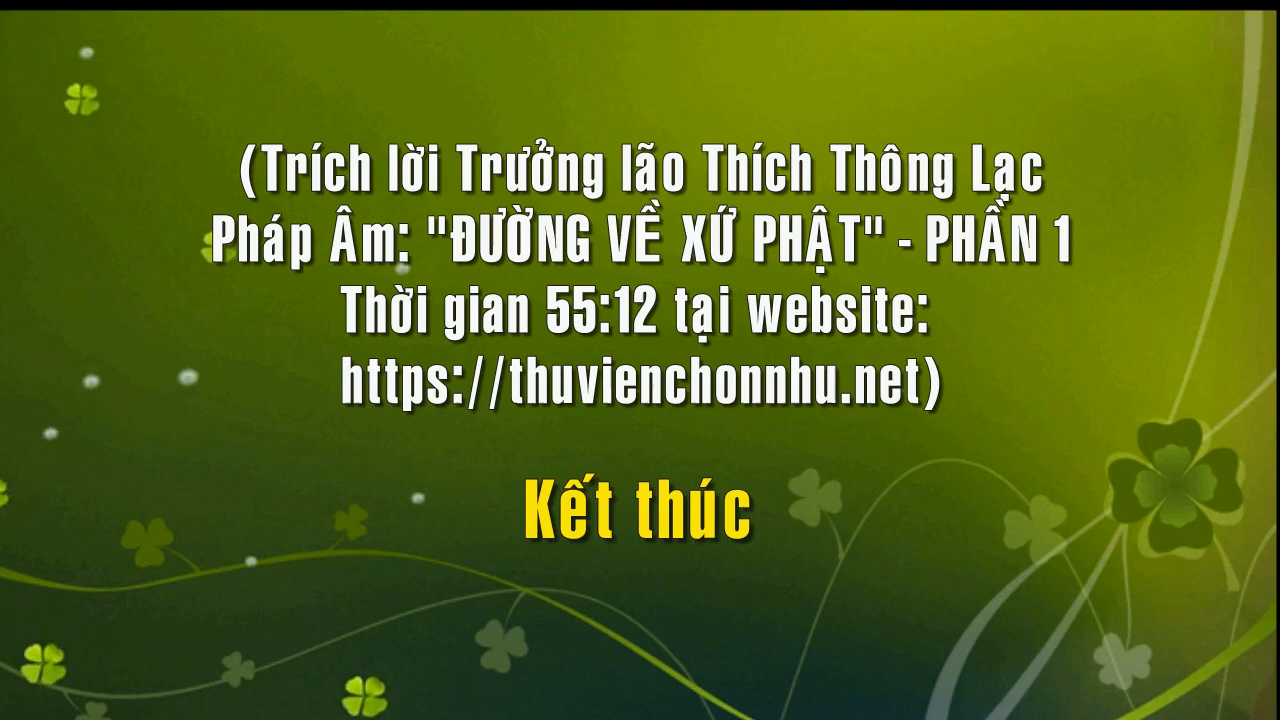 (Trích lời Trưởng lão Thích Thông Lạc
Pháp Âm: "ĐƯỜNG VỀ XỨ PHẬT" - PHẦN 1
Thời gian 55:12 tại website:
https://thuvienchonnhu.net)
Kết thúc